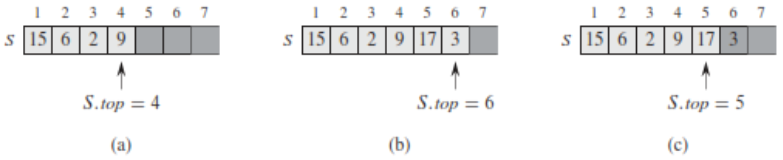 1 2 3 4 5 6 7
S 15 6 2 9
S.top = 4
(a)
1 2 3 4 5 6 7
S 15 6 2 9 17 3
S.top = 6
(b)
1 2 3 4 5 6 7
S 15 6 2 9 17 3
S.top = 5
(c)